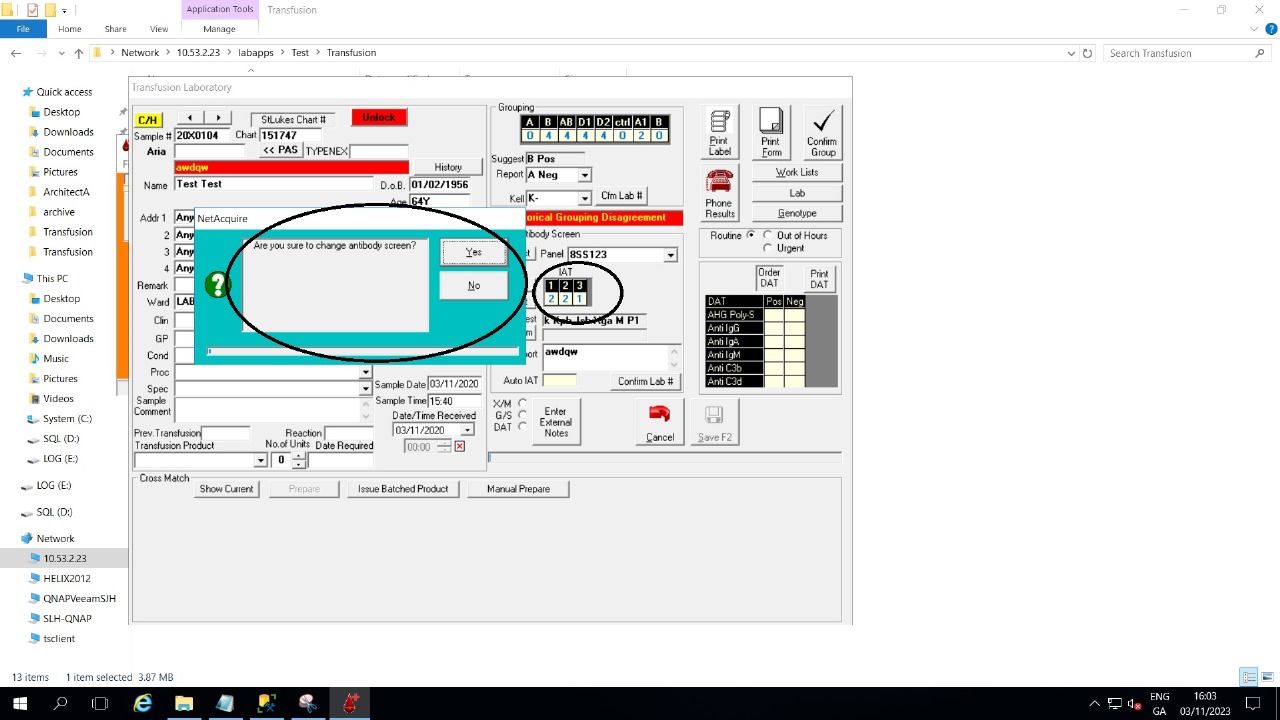 Application Tools
Transfusion
File
Home
Share
View
Manage
Network
10.53.2.23
labapps
Test
Transfusion
Search Transfusion
Quick access
Desktop
Downloads
Documents
Pictures
ArchitectA
archive
Transfusion
Transfusion
This PC
Desktop
Documents
Downloads
Music
Pictures
Videos
System (C:)
SQL (D:)
LOG (E:)
LOG (E:)
SQL (D:)
Network
10.53.2.23
HELIX2012
QNAPVeeamSJH
SLH-QNAP
tsclient
Transfusion Laboratory
C/H
StLukes Chart #
Unlock
Sample # 20X0104 Chart 151747
Aria
<< PAS
TYPENEX
awdqw
History
Name Test Test
D.o.B. 01/02/1956
Age 64Y
Addr 1 Any
2 Any
3 Any
4 Any
Remark
Ward LAB
Clin
GP
Cond
Proc
Spec
Sample Comment
NetAcquire
Are you sure to change antibody screen?
Yes
No
Sample Date 03/11/2020
Sample Time 15:40
Date/Time Received
03/11/2020
00:00
Prev.Transfusion
Reaction
Transfusion Product
No.of Units
Date Required
0
Grouping
A B AB D1 D2 ctrl A1 B
0 4 4 4 4 0 2 0
Suggest B Pos
Report A Neg
Kell K-
Cfm Lab #
orical Grouping Disagreement
tibody Screen
Panel 8SS123
IAT
1 2 3
2 2 1
awdqw
Auto IAT
Confirm Lab #
X/M
G/S
DAT
Enter External Notes
Cancel
Save F2
Print Label
Print Form
Confirm Group
Phone Results
Work Lists
Lab
Genotype
Routine
Out of Hours
Urgent
Order DAT
Print DAT
DAT Pos Neg
AHG Poly-S
Anti IgG
Anti IgA
Anti IgM
Anti C3b
Anti C3d
Cross Match
Show Current
Prepare
Issue Batched Product
Manual Prepare
13 items
1 item selected 3.87 MB
ENG
GA
16:03
03/11/2023